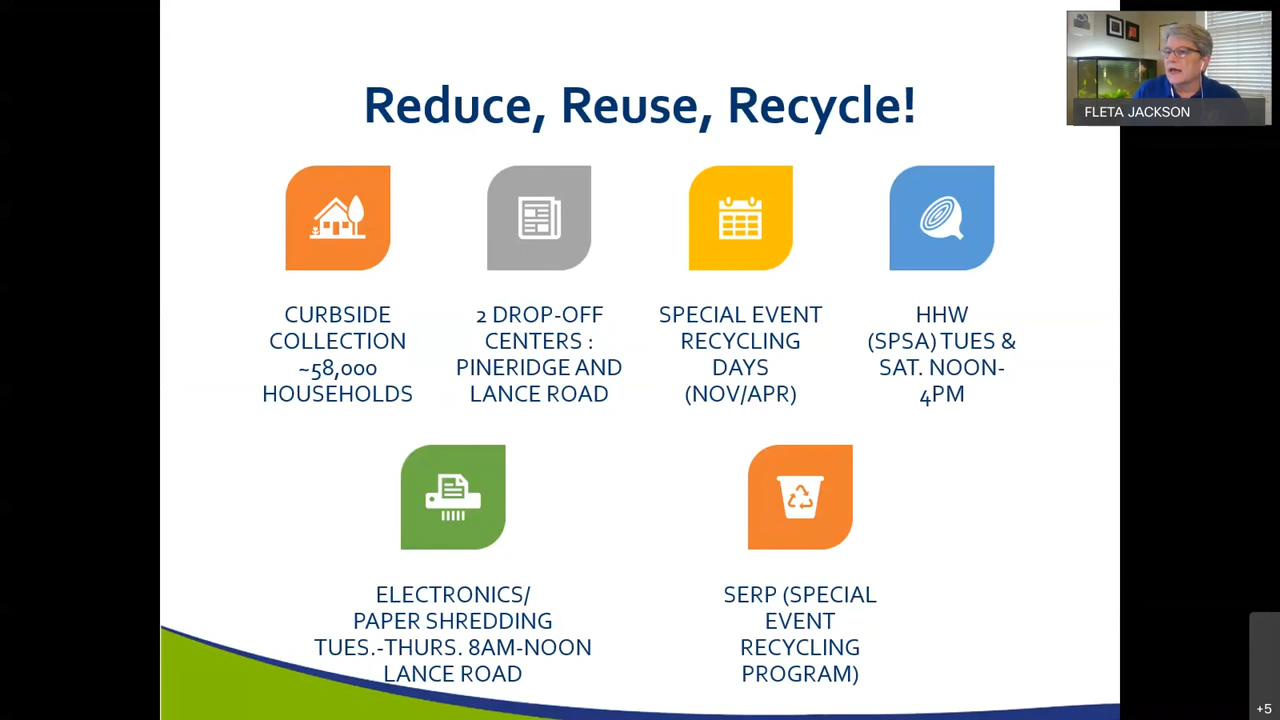 Reduce, Reuse, Recycle!
FLETA JACKSON
CURBSIDE
COLLECTION
~58,000
HOUSEHOLDS
2 DROP-OFF
CENTERS :
PINERIDGE AND
LANCE ROAD
SPECIAL EVENT
RECYCLING
DAYS
(NOV/APR)
HHW
(SPSA) TUES &
SAT. NOON-
4PM
ELECTRONICS/
PAPER SHREDDING
TUES.-THURS. 8AM-NOON
LANCE ROAD
SERP (SPECIAL
EVENT
RECYCLING
PROGRAM)
+5